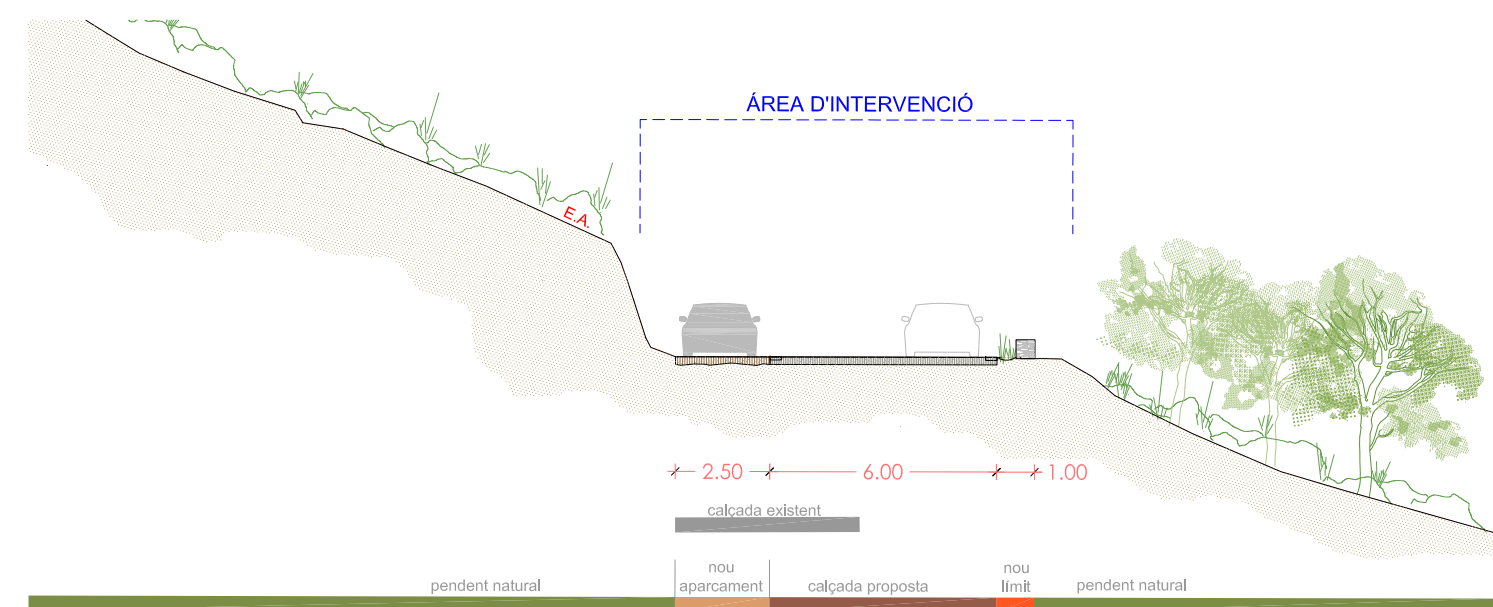 ÁREA D'INTERVENCIÓ
E.A.
2.50 6.00 1.00
calçada existent
pendent natural
nou
aparcament
calçada proposta
nou
límit
pendent natural